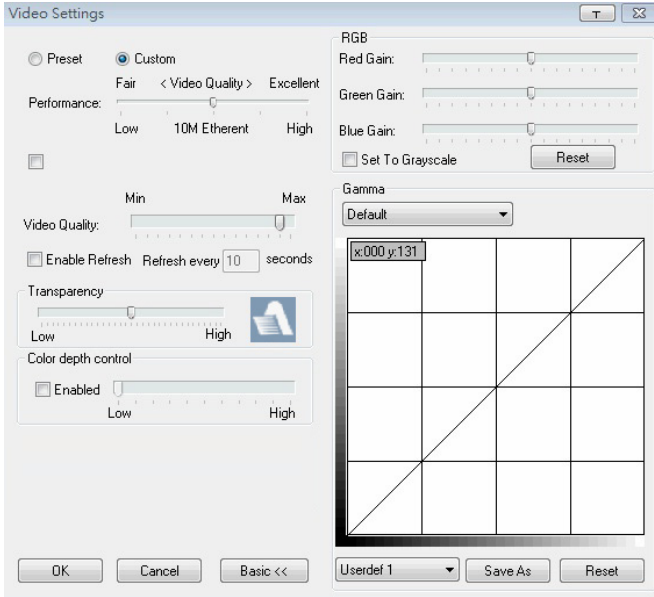 Video Settings
T
Preset Custom
Fair < Video Quality > Excellent
Performance:
Low 10M Etherent High
Min Max
Video Quality:
Enable Refresh Refresh every 10 seconds
Transparency
Low High
Color depth control
Enabled
Low High
OK Cancel Basic <<
RGB
Red Gain:
Green Gain:
Blue Gain:
Set To Grayscale Reset
Gamma
Default
x:000 y:131
Userdef 1 Save As Reset